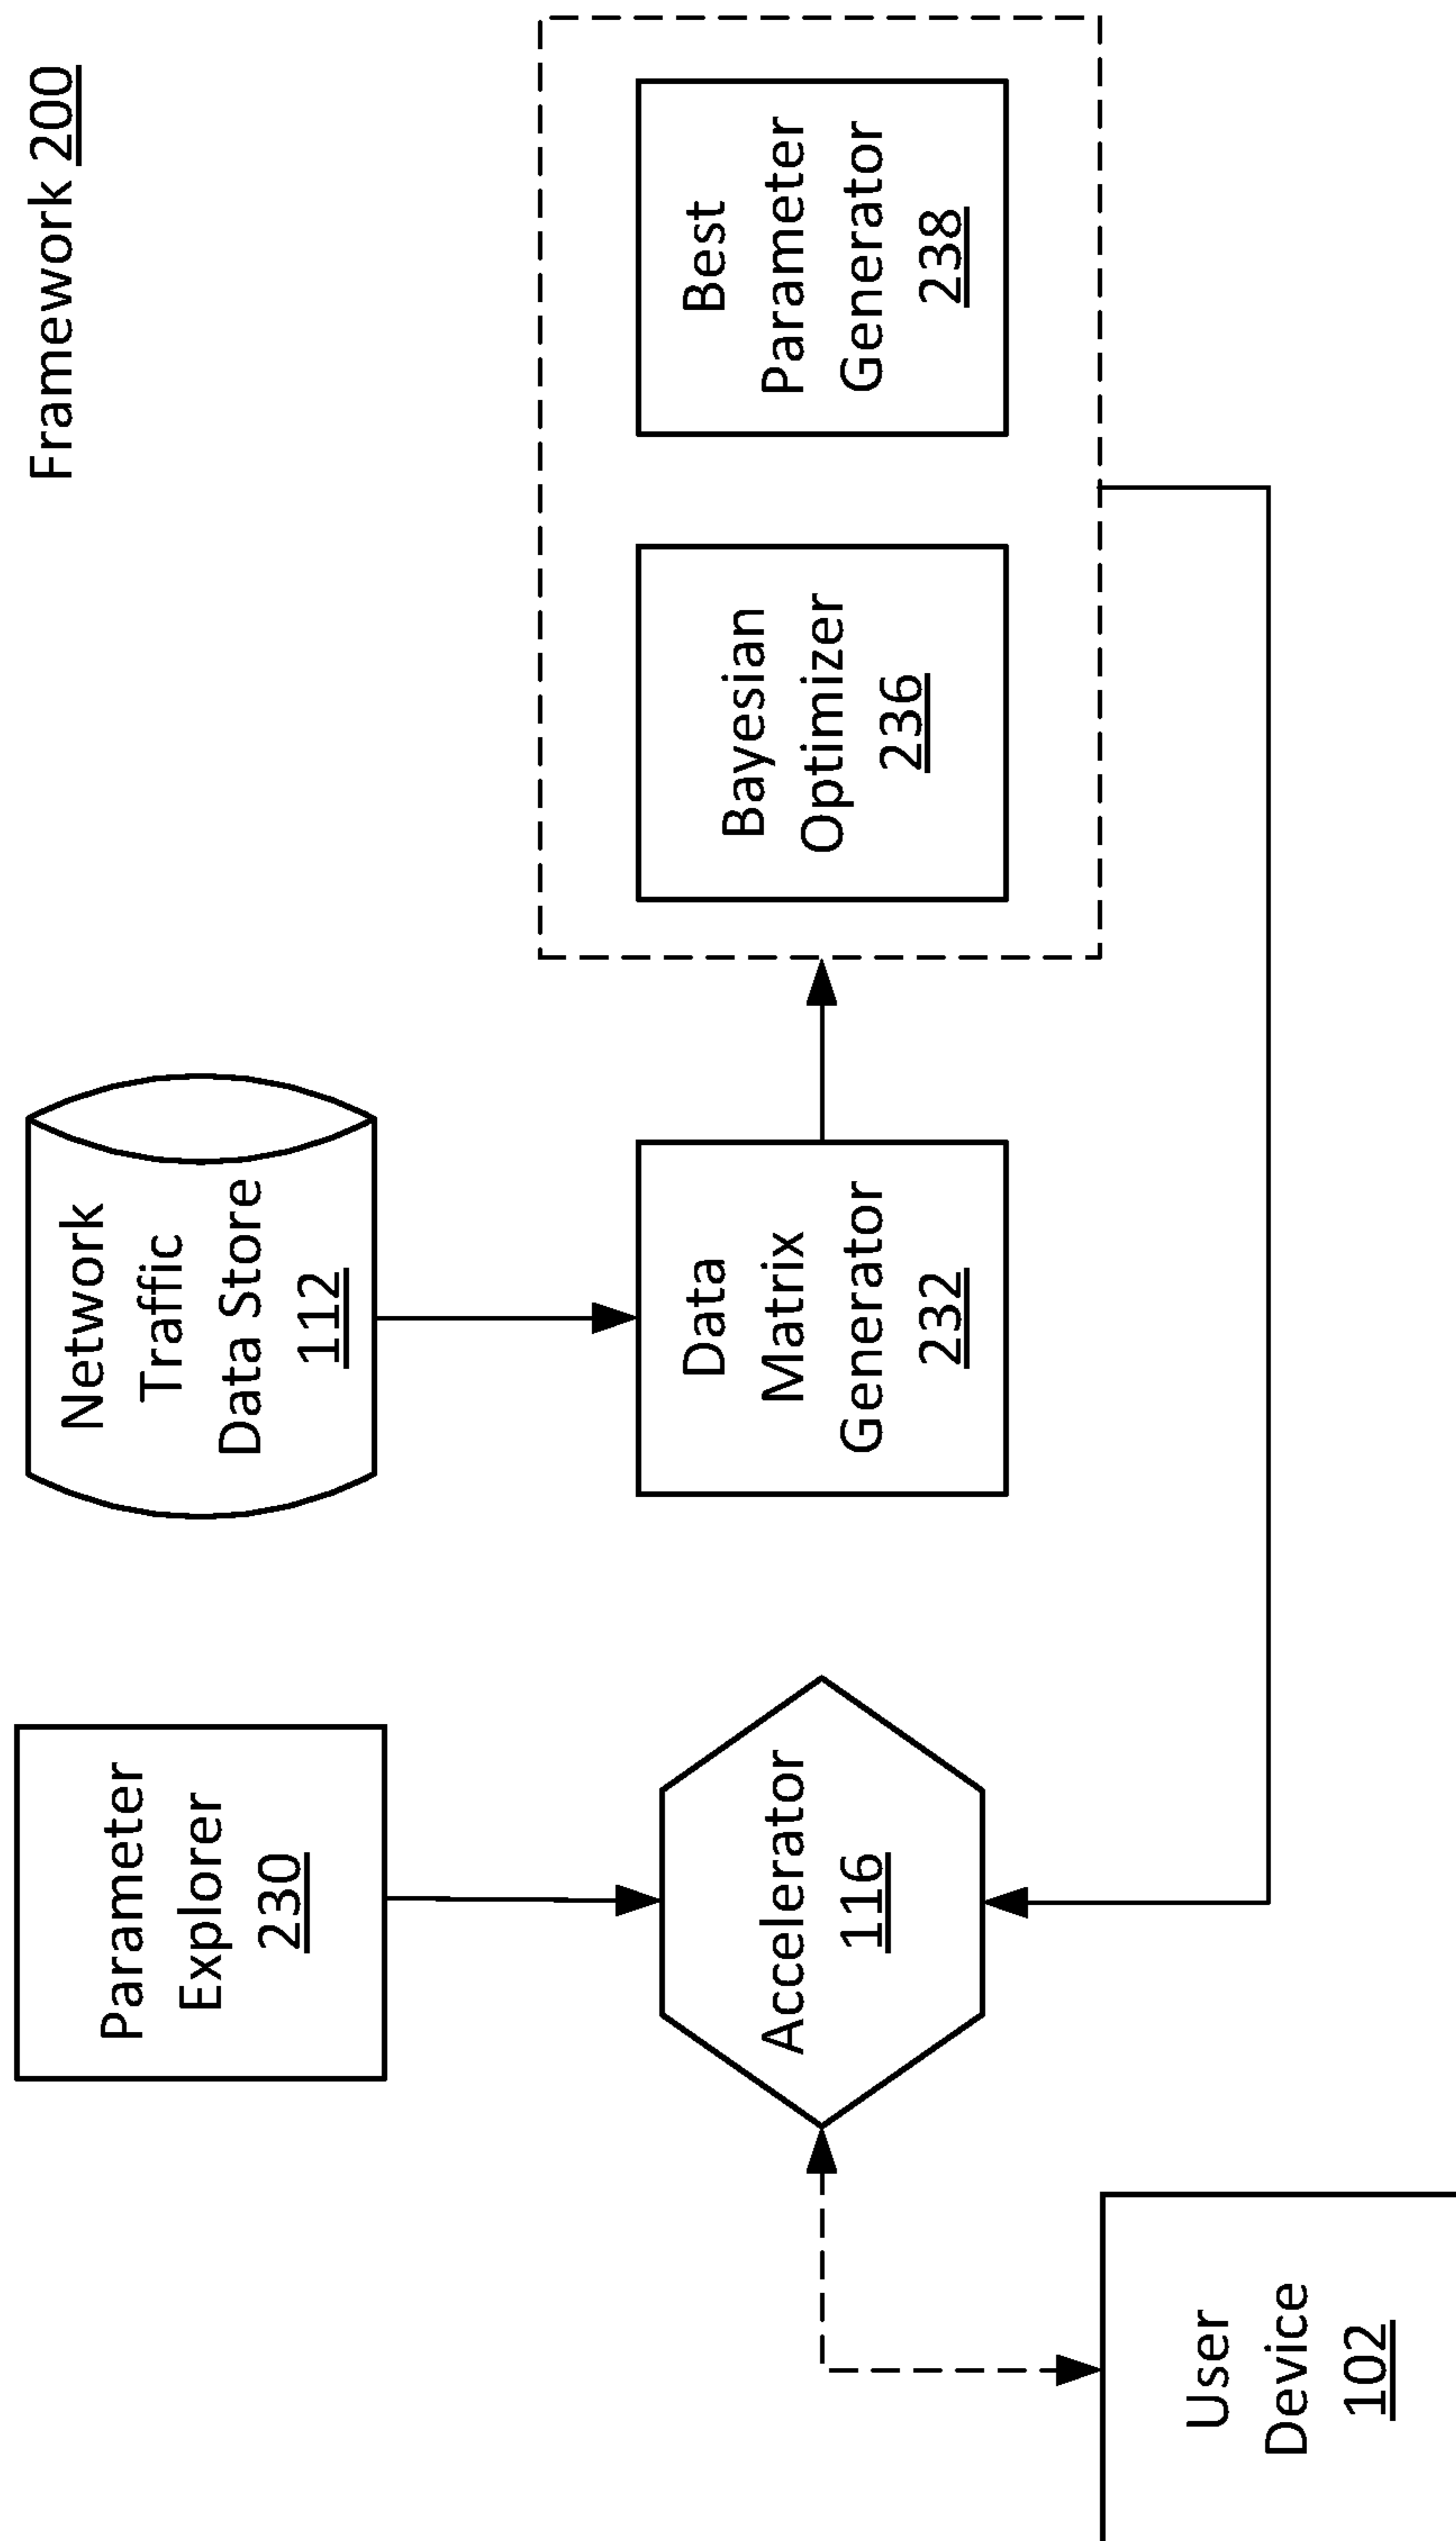 Framework 200
Parameter
Explorer
230
Network
Traffic
Data Store
112
Accelerator
116
Data
Matrix
Generator
232
Bayesian
Optimizer
236
Best
Parameter
Generator
238
User
Device
102